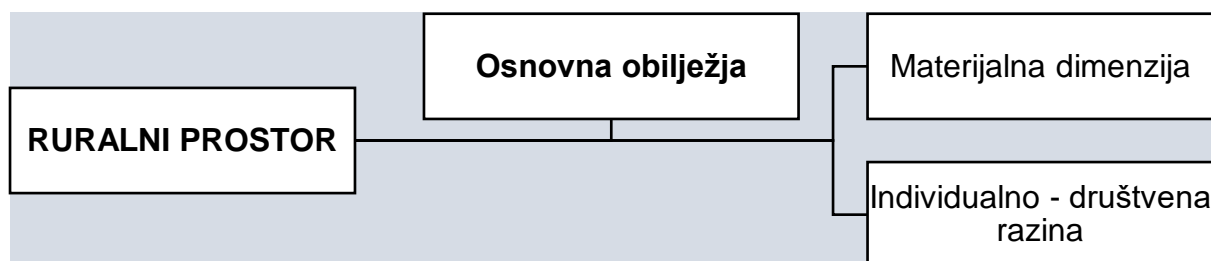 RURALNI PROSTOR
Osnovna obilježja
Materijalna dimenzija
Individualno - društvena
razina